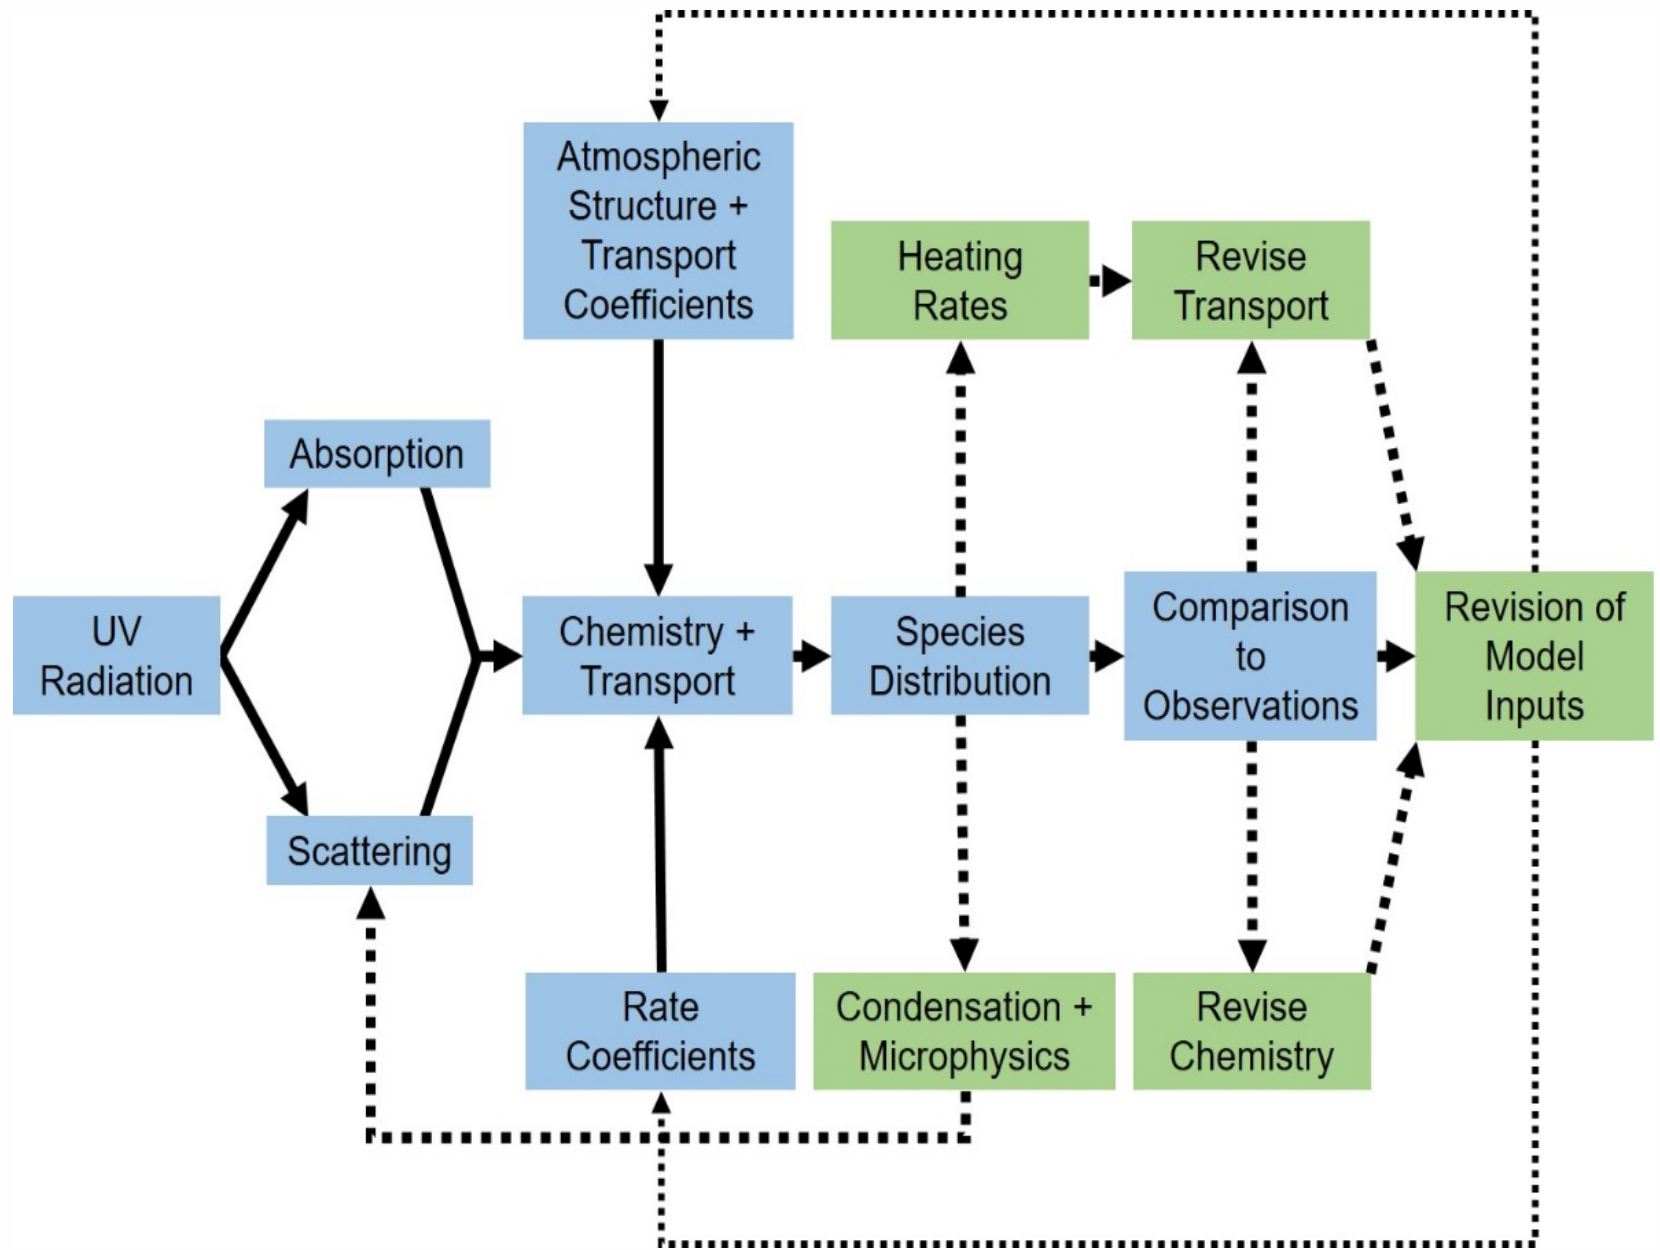 Atmospheric
Structure +
Transport
Coefficients
Heating
Rates
Revise
Transport
Absorption
UV
Radiation
Chemistry +
Transport
Species
Distribution
Comparison
to
Observations
Revision of
Model
Inputs
Scattering
Rate
Coefficients
Condensation +
Microphysics
Revise
Chemistry